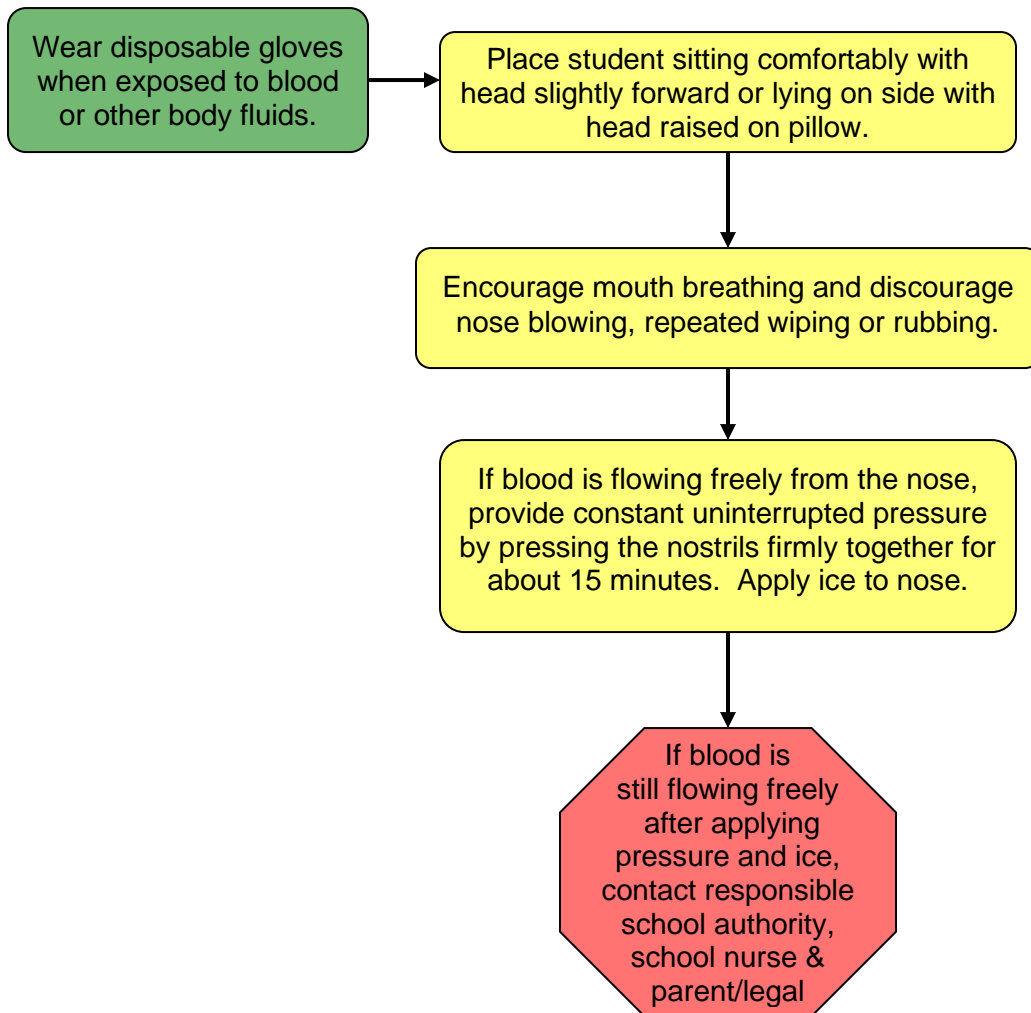 Wear disposable gloves
when exposed to blood
or other body fluids.
Place student sitting comfortably with
head slightly forward or lying on side with
head raised on pillow.
Encourage mouth breathing and discourage
nose blowing, repeated wiping or rubbing.
If blood is flowing freely from the nose,
provide constant uninterrupted pressure
by pressing the nostrils firmly together for
about 15 minutes.  Apply ice to nose.
If blood is
still flowing freely
after applying
pressure and ice,
contact responsible
school authority,
school nurse &
parent/legal